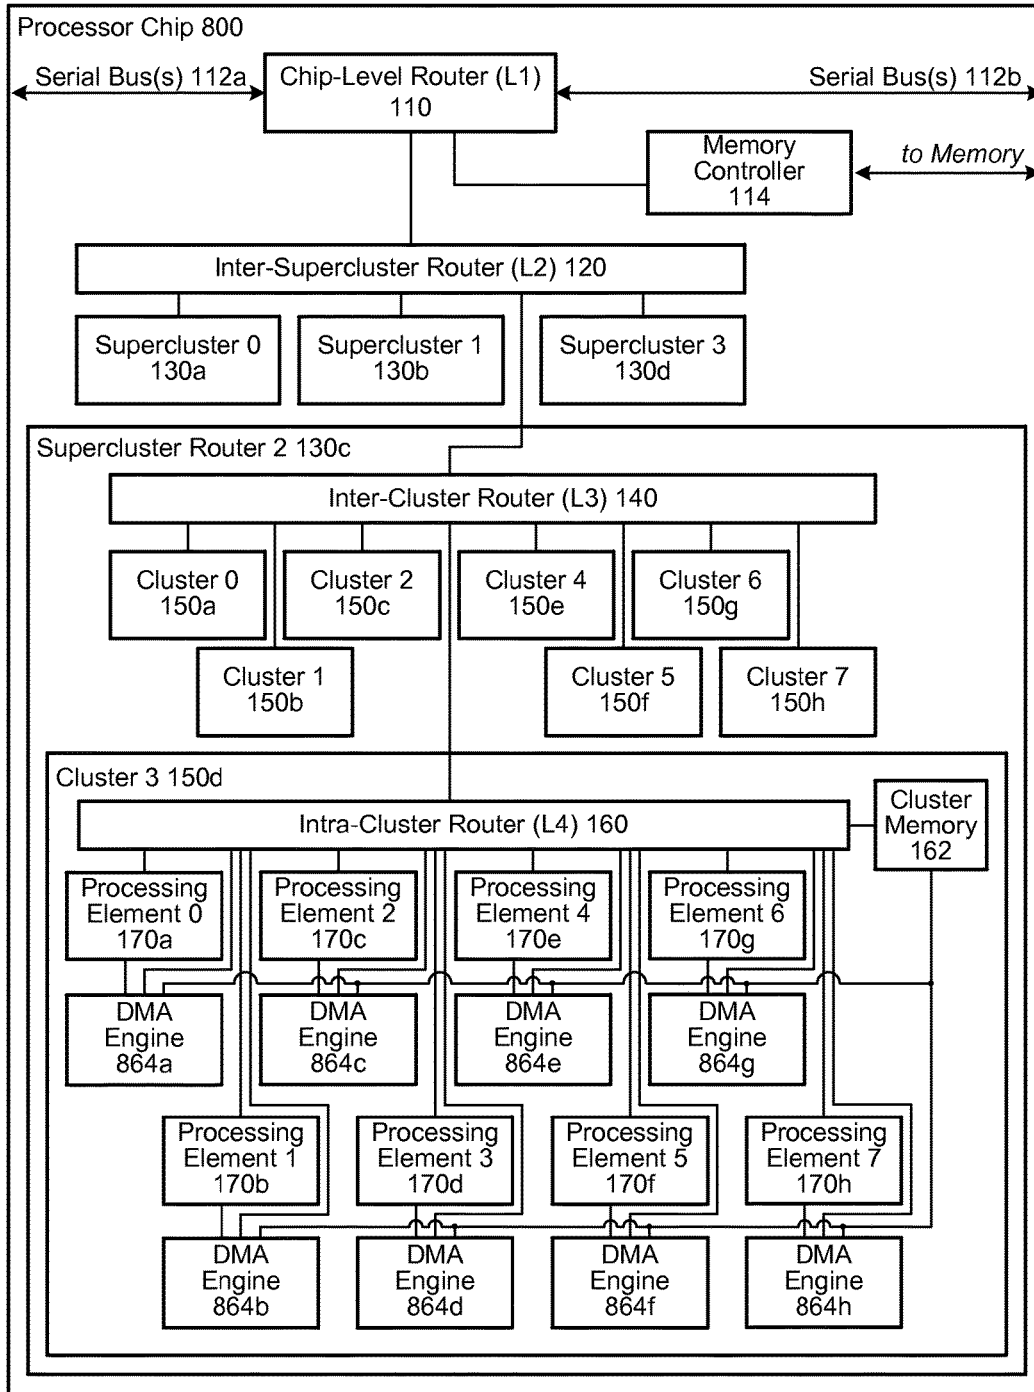 Processor Chip 800
Serial Bus(s) 112a
Chip-Level Router (L1)
110
Serial Bus(s) 112b
Memory
Controller
114
to Memory
Inter-Supercluster Router (L2) 120
Supercluster 0
130a
Supercluster 1
130b
Supercluster 3
130d
Supercluster Router 2 130c
Inter-Cluster Router (L3) 140
Cluster 0
150a
Cluster 2
150c
Cluster 4
150e
Cluster 6
150g
Cluster 1
150b
Cluster 5
150f
Cluster 7
150h
Cluster 3 150d
Intra-Cluster Router (L4) 160
Cluster
Memory
162
Processing
Element 0
170a
Processing
Element 2
170c
Processing
Element 4
170e
Processing
Element 6
170g
DMA
Engine
864a
DMA
Engine
864c
DMA
Engine
864e
DMA
Engine
864g
Processing
Element 1
170b
Processing
Element 3
170d
Processing
Element 5
170f
Processing
Element 7
170h
DMA
Engine
864b
DMA
Engine
864d
DMA
Engine
864f
DMA
Engine
864h